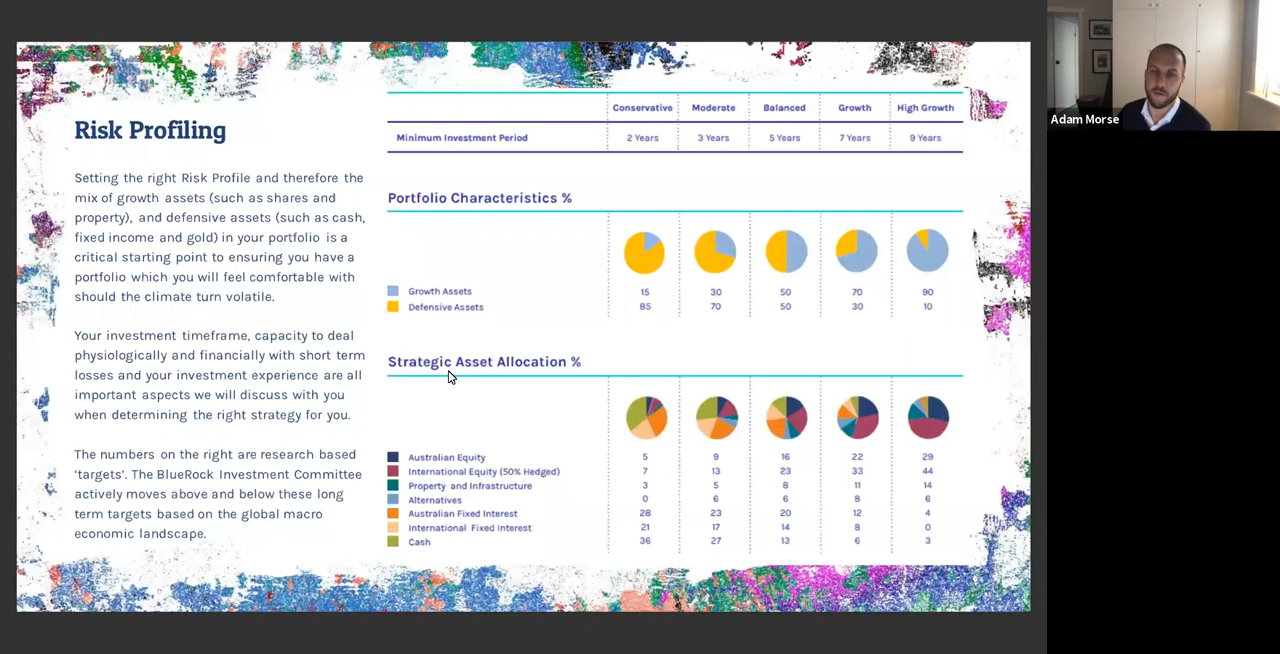 Risk Profiling
Setting the right Risk Profile and therefore the
mix of growth assets (such as shares and
property), and defensive assets (such as cash,
fixed income and gold) in your portfolio is a
critical starting point to ensuring you have a
portfolio which you will feel comfortable with
should the climate turn volatile.
Your investment timeframe, capacity to deal
physiologically and financially with short term
losses and your investment experience are all
important aspects we will discuss with you
when determining the right strategy for you.
The numbers on the right are research based
‘targets’. The BlueRock Investment Committee
actively moves above and below these long
term targets based on the global macro
economic landscape.
Conservative Moderate Balanced Growth High Growth
Minimum Investment Period 2 Years 3 Years 5 Years 7 Years 9 Years
Portfolio Characteristics %
Growth Assets 15 30 50 70 90
Defensive Assets 85 70 50 30 10
Strategic Asset Allocation %
Australian Equity 5 9 16 22 29
International Equity (50% Hedged) 7 13 23 33 44
Property and Infrastructure 3 5 8 11 14
Alternatives 0 6 6 8 6
Australian Fixed Interest 28 23 20 12 4
International Fixed Interest 21 17 14 8 0
Cash 36 27 13 6 3
Adam Morse